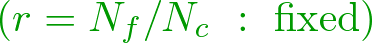 (r = N_f/N_c : fixed)